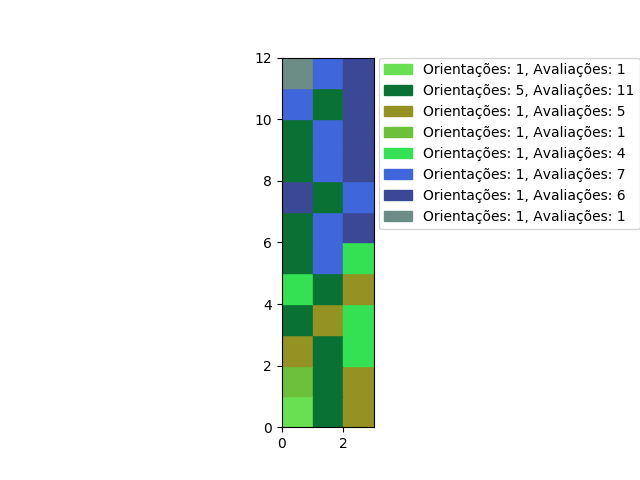 12
10
8
6
4
2
0
0 2
Orientações: 1, Avaliações: 1
Orientações: 5, Avaliações: 11
Orientações: 1, Avaliações: 5
Orientações: 1, Avaliações: 1
Orientações: 1, Avaliações: 4
Orientações: 1, Avaliações: 7
Orientações: 1, Avaliações: 6
Orientações: 1, Avaliações: 1